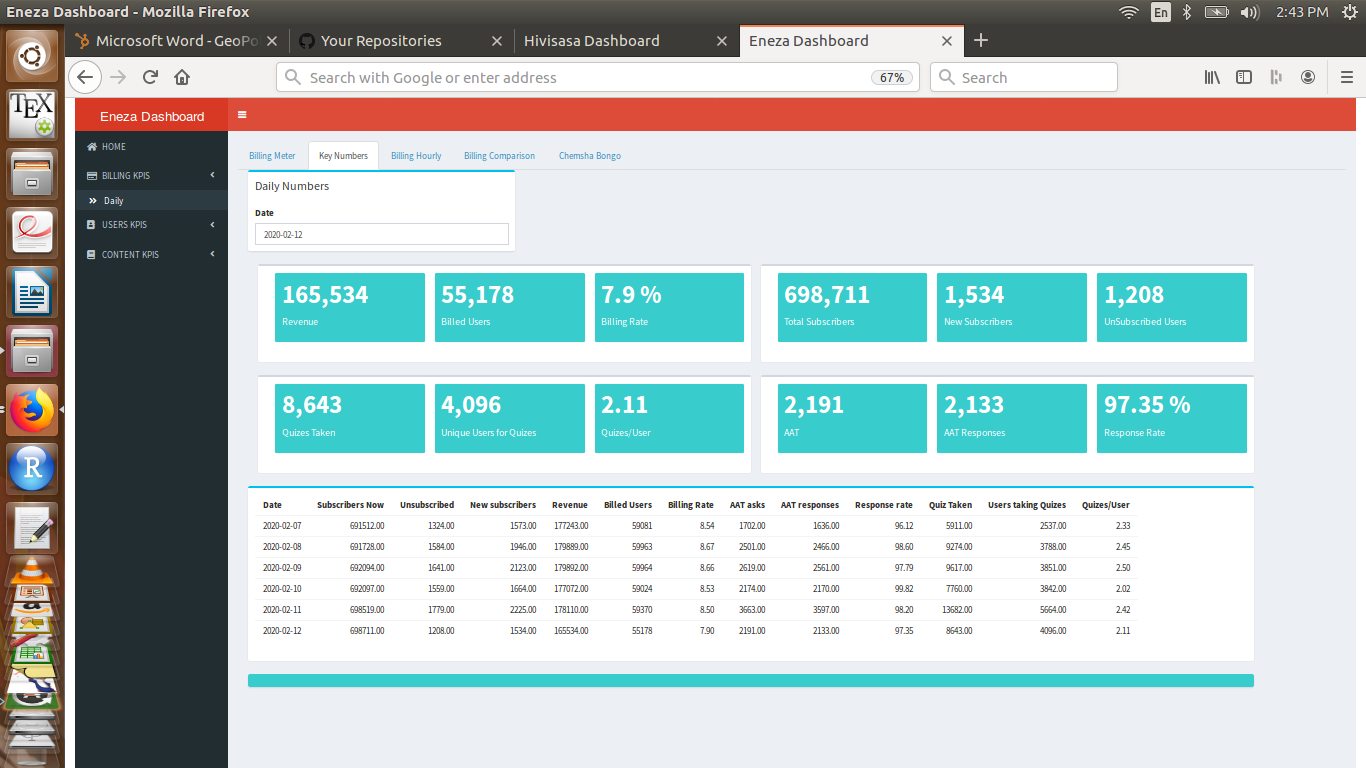 Eneza Dashboard - Mozilla Firefox
En
2:43 PM
Microsoft Word - GeoPo
Your Repositories
Hivisasa Dashboard
Eneza Dashboard
Search with Google or enter address
67%
Search
Eneza Dashboard
HOME
BILLING KPIS
Daily
USERS KPIS
CONTENT KPIS
Billing Meter Key Numbers Billing Hourly Billing Comparison Chemsha Bongo
Daily Numbers
Date
2020-02-12
165,534 55,178 7.9 % 698,711 1,534 1,208
Revenue Billed Users Billing Rate Total Subscribers New Subscribers UnSubscribed Users
8,643 4,096 2.11 2,191 2,133 97.35 %
Quizes Taken Unique Users for Quizes Quizes/User AAT AAT Responses Response Rate
Date Subscribers Now Unsubscribed New subscribers Revenue Billed Users Billing Rate AAT asks AAT responses Response rate Quiz Taken Users taking Quizes Quizes/User
2020-02-07 691512.00 1324.00 1573.00 177243.00 59081 8.54 1702.00 1636.00 96.12 5911.00 2537.00 2.33
2020-02-08 691728.00 1584.00 1946.00 179889.00 59963 8.67 2501.00 2466.00 98.60 9274.00 3788.00 2.45
2020-02-09 692094.00 1641.00 2123.00 179892.00 59964 8.66 2619.00 2561.00 97.79 9617.00 3851.00 2.50
2020-02-10 692097.00 1559.00 1664.00 177072.00 59024 8.53 2174.00 2170.00 99.82 7760.00 3842.00 2.02
2020-02-11 698519.00 1779.00 2225.00 178110.00 59370 8.50 3663.00 3597.00 98.20 13682.00 5664.00 2.42
2020-02-12 698711.00 1208.00 1534.00 165534.00 55178 7.90 2191.00 2133.00 97.35 8643.00 4096.00 2.11
TEX
R